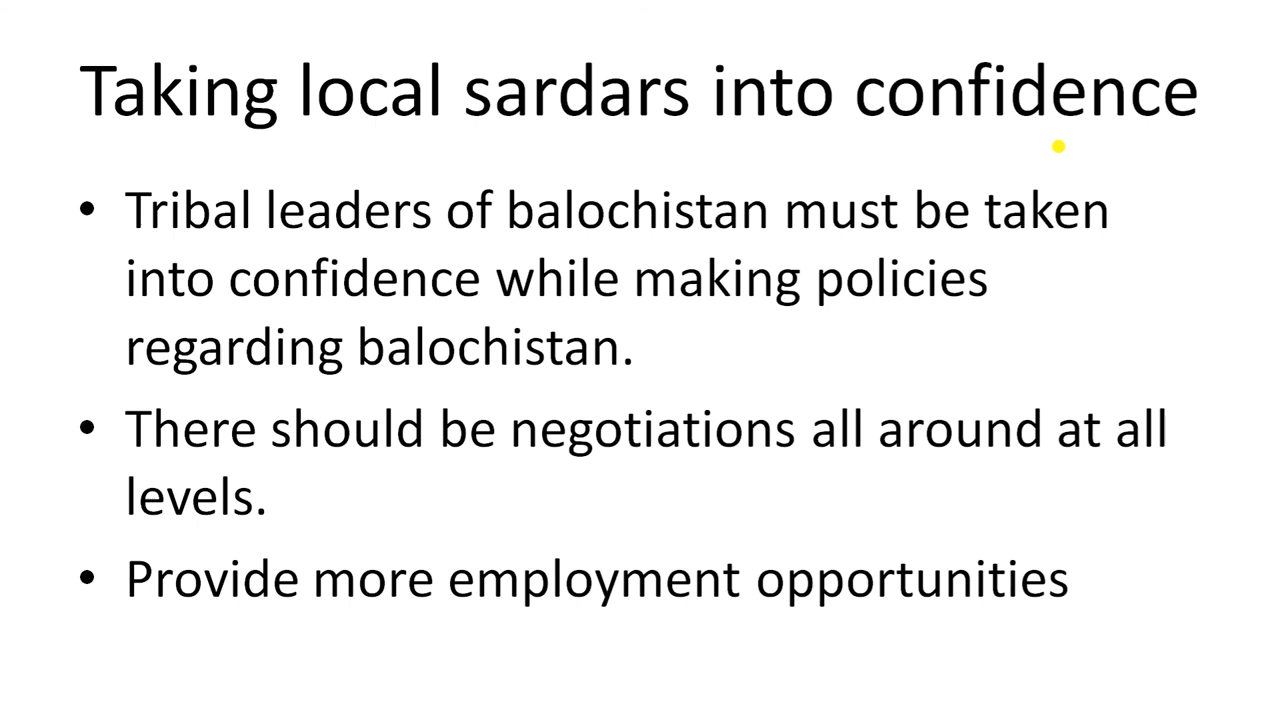 Taking local sardars into confidence
• Tribal leaders of balochistan must be taken
into confidence while making policies
regarding balochistan.
• There should be negotiations all around at all
levels.
• Provide more employment opportunities